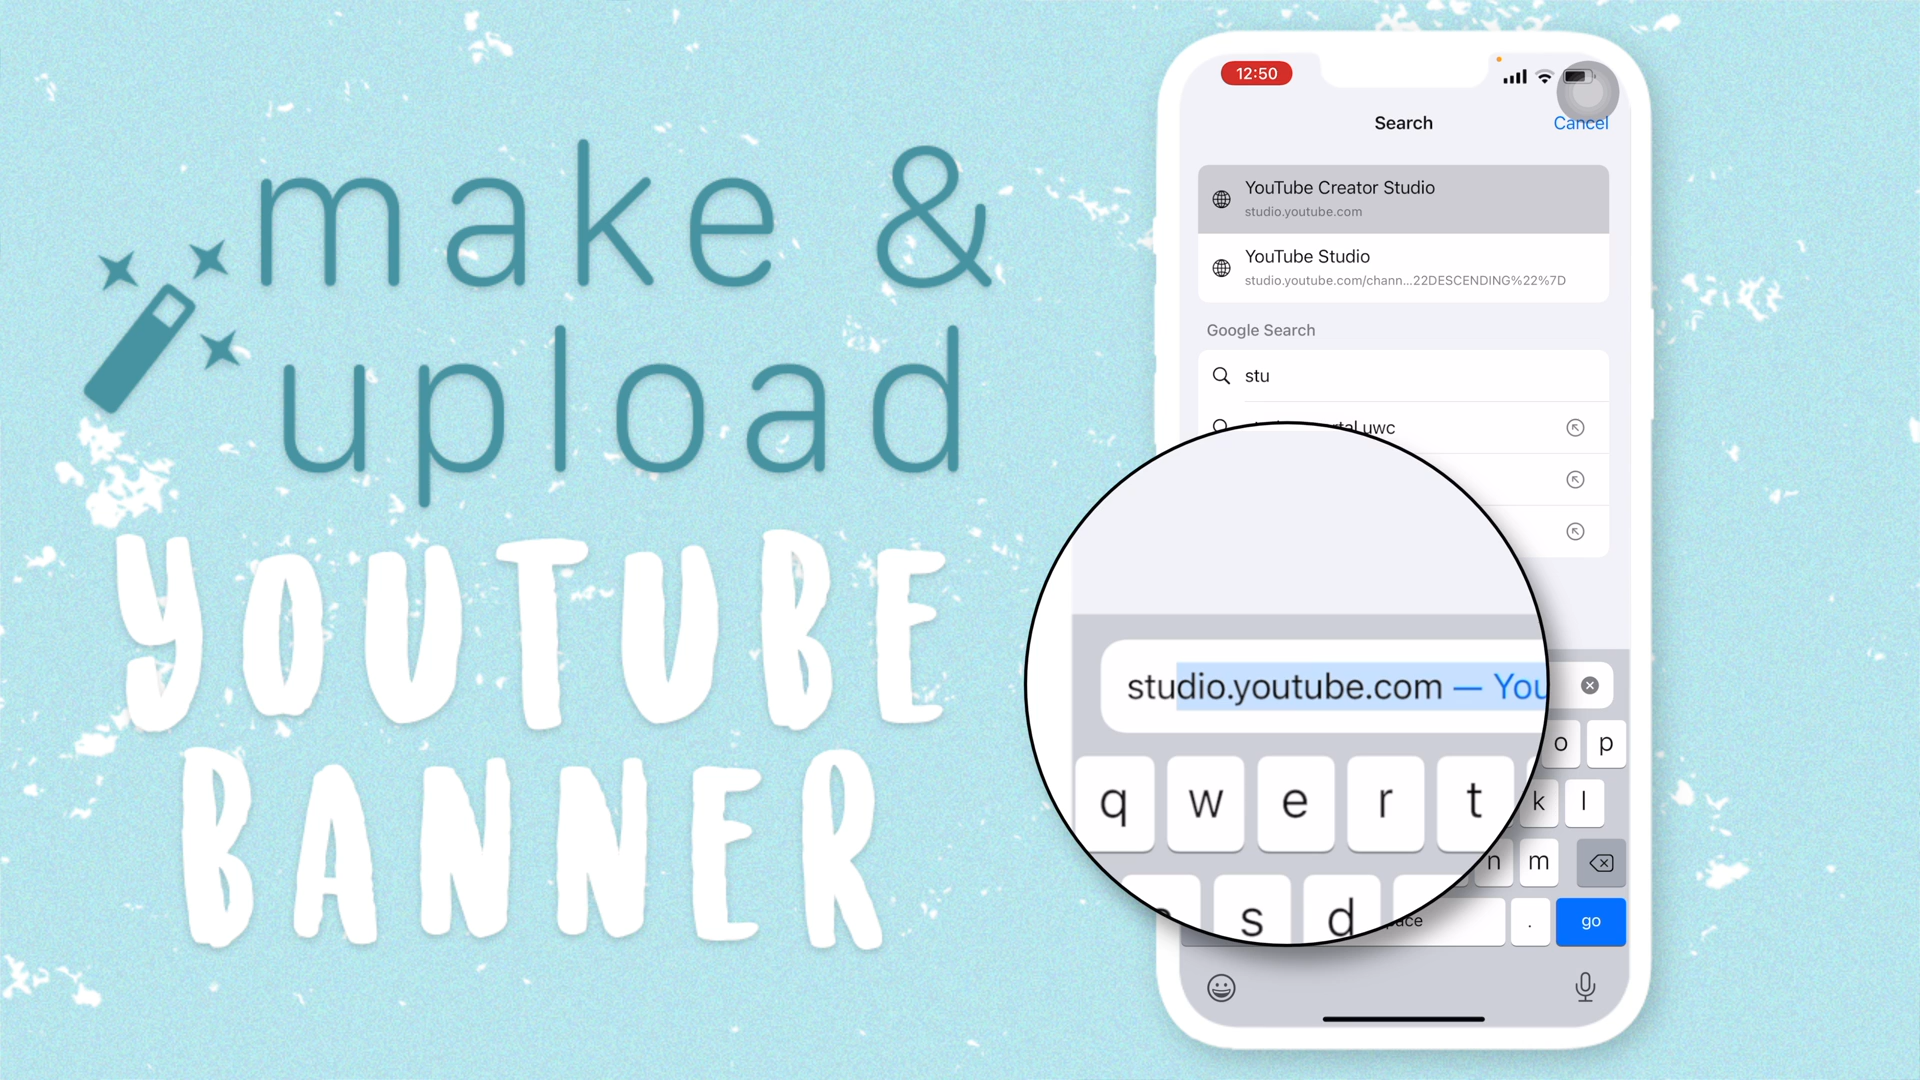 make &
upload
YOUTUBE
BANNER
12:50
Search
Cancel
YouTube Creator Studio
studio.youtube.com
YouTube Studio
studio.youtube.com/chann...22DESCENDING%22%7D
Google Search
stu
uwc
studio.youtube.com — You
q w e r t o p
s d k l
n m
. go